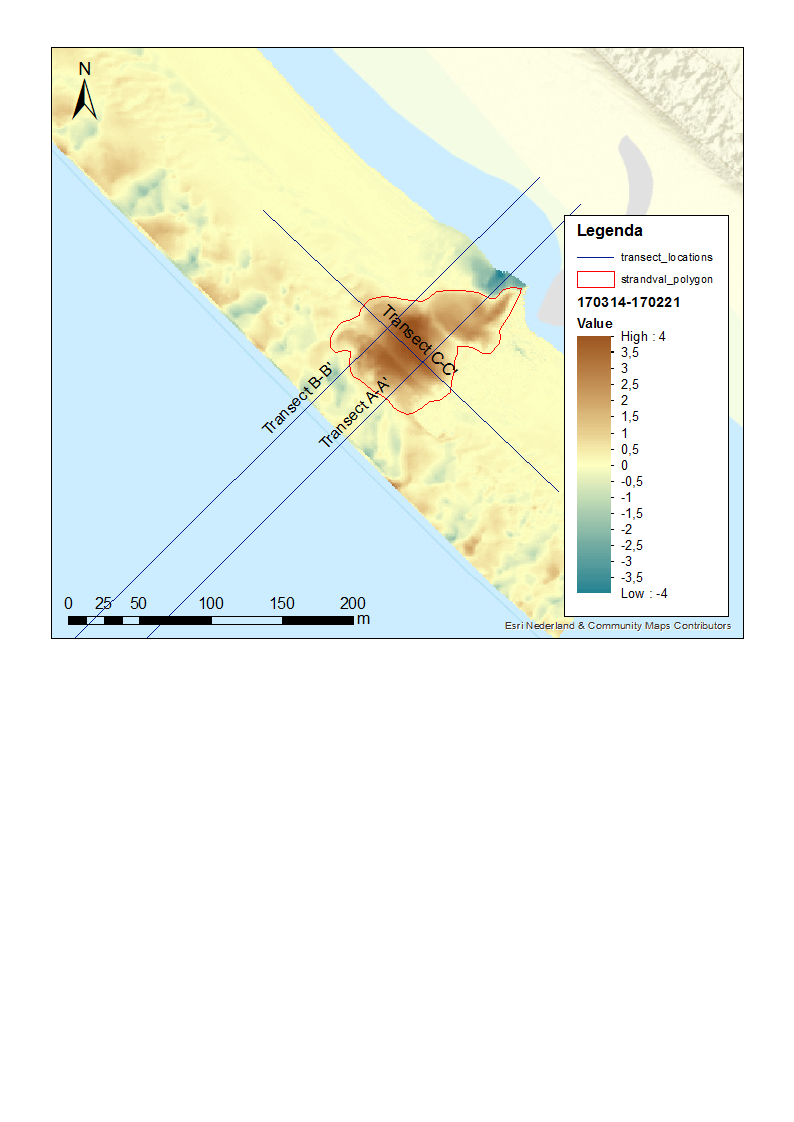 N
Transect C-C'
Transect B-B'
Transect A-A'
Legenda
transect_locations
strandval_polygon
170314-170221
Value
High : 4
3,5
3
2,5
2
1,5
1
0,5
0
-0,5
-1
-1,5
-2
-2,5
-3
-3,5
Low : -4
0 25 50 100 150 200
m
Esri Nederland & Community Maps Contributors